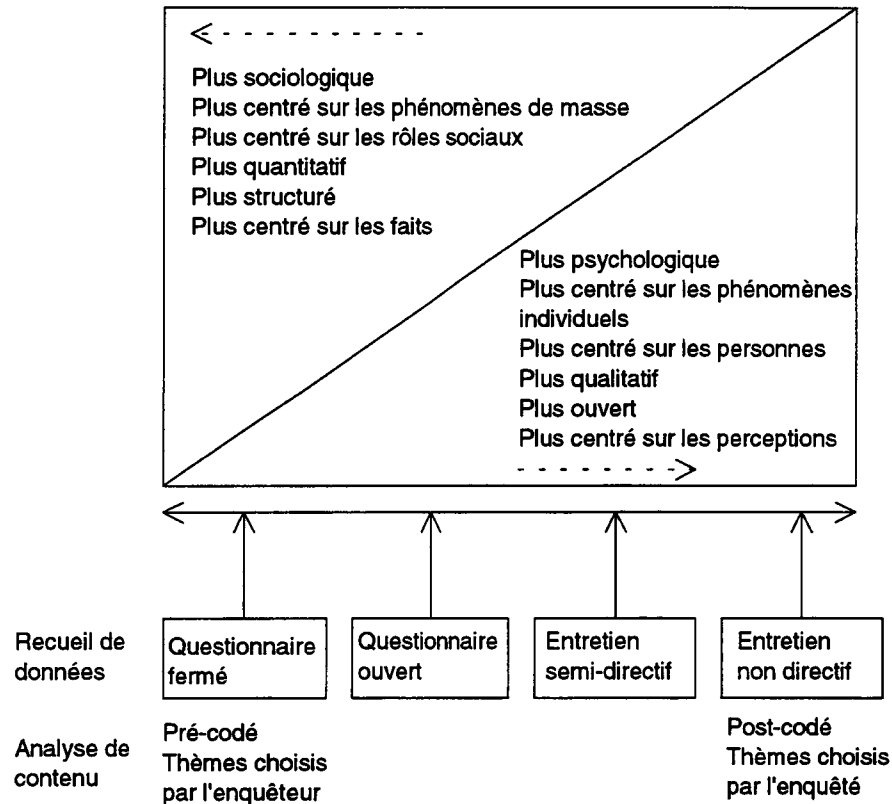 Plus sociologique
Plus centré sur les phénomènes de masse
Plus centré sur les rôles sociaux
Plus quantitatif
Plus structuré
Plus centré sur les faits
Plus psychologique
Plus centré sur les phénomènes
individuels
Plus centré sur les personnes
Plus qualitatif
Plus ouvert
Plus centré sur les perceptions
Recueil de
données
Questionnaire
fermé
Questionnaire
ouvert
Entretien
semi-directif
Entretien
non directif
Analyse de
contenu
Pré-codé
Thèmes choisis
par l'enquêteur
Post-codé
Thèmes choisis
par l'enquêté